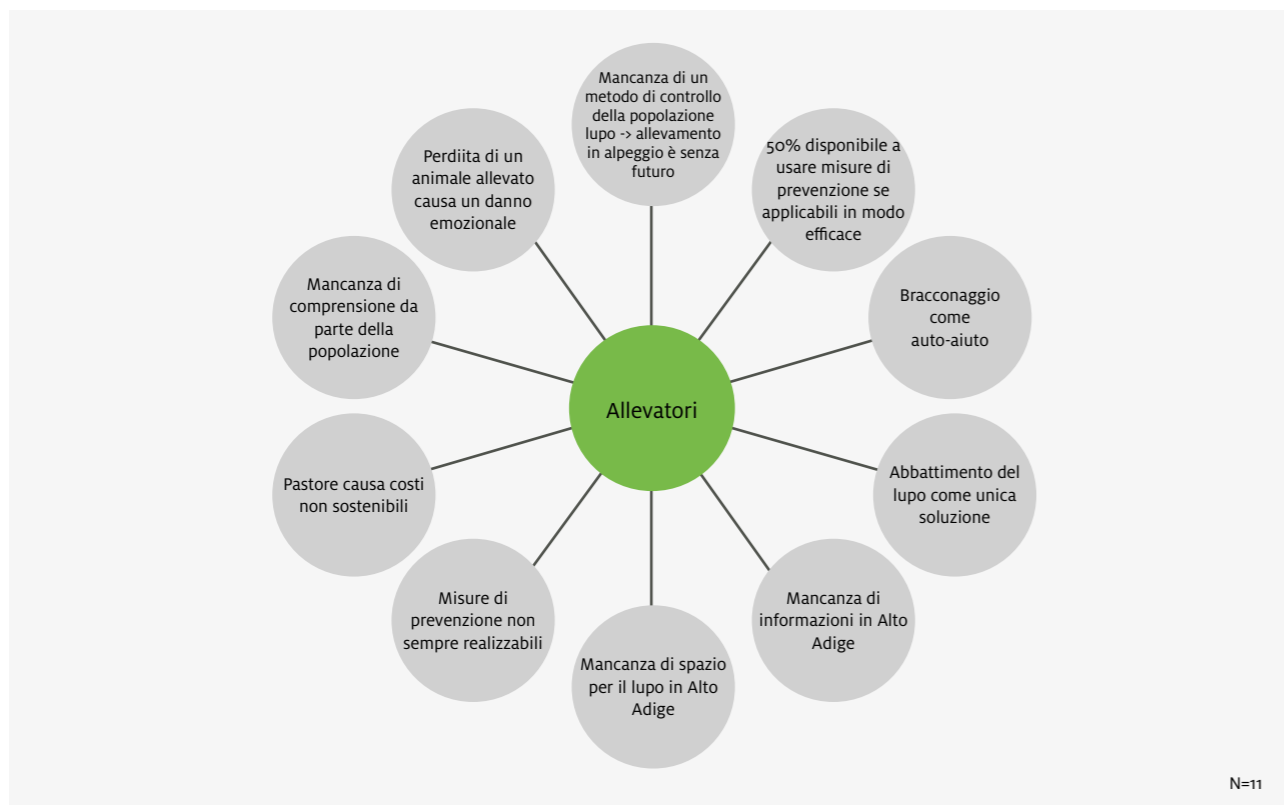 Mancanza di un
metodo di controllo
della popolazione
lupo -> allevamento
in alpeggio è senza
futuro
50% disponibile a
usare misure di
prevenzione se
applicabili in modo
efficace
Bracconaggio
come
auto-aiuto
Abbattimento del
lupo come unica
soluzione
Mancanza di
informazioni in Alto
Adige
Mancanza di spazio
per il lupo in Alto
Adige
Misure di
prevenzione non
sempre realizzabili
Pastore causa costi
non sostenibili
Mancanza di
comprensione da
parte della
popolazione
Perdiita di un
animale allevato
causa un danno
emozionale
Allevatori
N=11